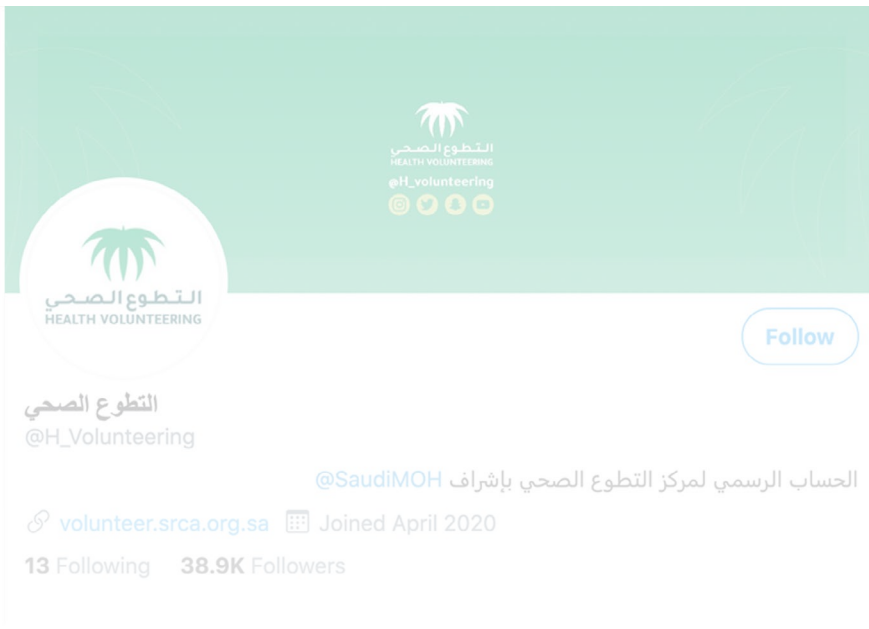 التطوع الصحي
HEALTH VOLUNTEERING
@H_volunteering
التطوع الصحي
HEALTH VOLUNTEERING
Follow
التطوع الصحي
@H_Volunteering
الحساب الرسمي لمركز التطوع الصحي بإشراف @SaudiMOH
volunteer.srca.org.sa Joined April 2020
13 Following 38.9K Followers